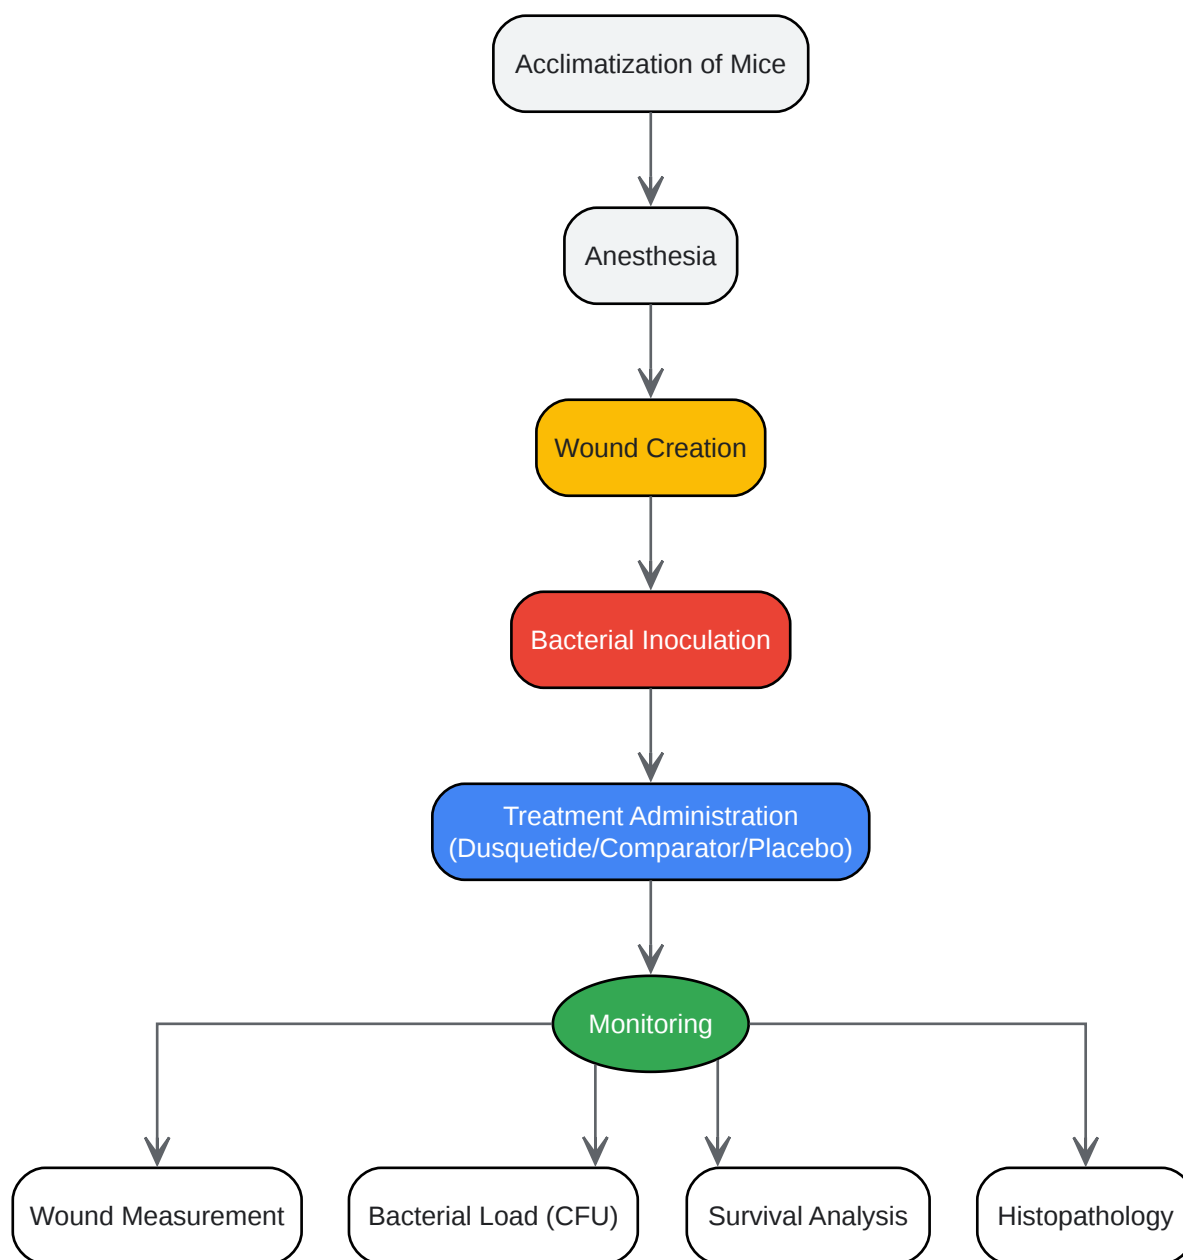 Acclimatization of Mice
Anesthesia
Wound Creation
Bacterial Inoculation
Treatment Administration
(Dusquetide/Comparator/Placebo)
Monitoring
Wound Measurement
Bacterial Load (CFU)
Survival Analysis
Histopathology